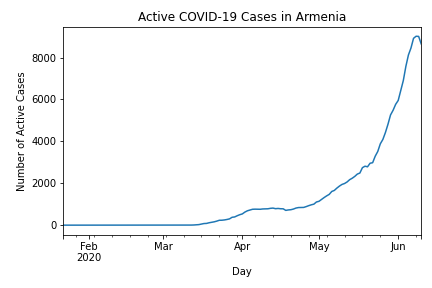 Active COVID-19 Cases in Armenia
Number of Active Cases
8000
6000
4000
2000
0
Feb
2020
Mar
Apr
May
Jun
Day